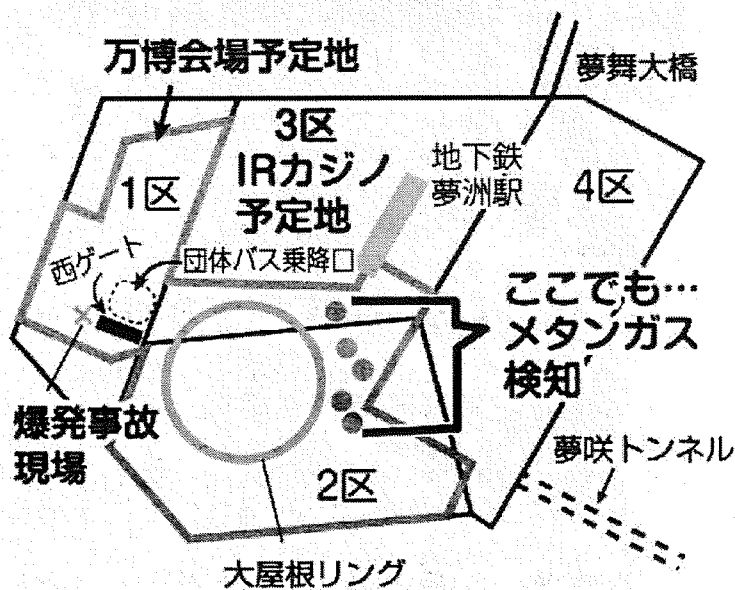 万博会場予定地
夢舞大橋
3区
IRカジノ
予定地
地下鉄
夢洲駅
4区
1区
西ゲート
団体バス乗降口
ここでも…
メタンガス
検知
爆発事故
現場
2区
夢咲トンネル
大屋根リング